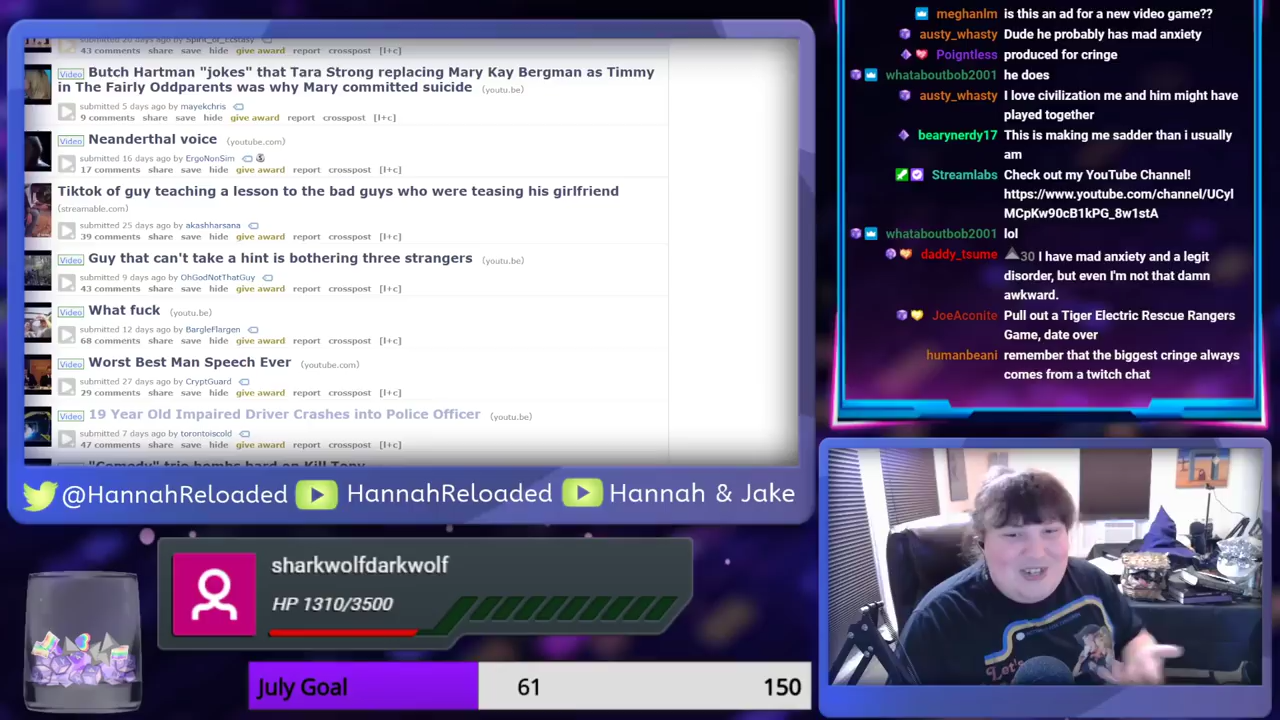 43 comments share save hide give award report crosspost [l+c]
Video Butch Hartman "jokes" that Tara Strong replacing Mary Kay Bergman as Timmy
in The Fairly Oddparents was why Mary committed suicide (youtu.be)
submitted 5 days ago by mayekchris
9 comments share save hide give award report crosspost [l+c]
Video Neanderthal voice (youtube.com)
submitted 16 days ago by ErgoNonSim
17 comments share save hide give award report crosspost [l+c]
Tiktok of guy teaching a lesson to the bad guys who were teasing his girlfriend
(streamable.com)
submitted 25 days ago by akashharsana
39 comments share save hide give award report crosspost [l+c]
Video Guy that can't take a hint is bothering three strangers (youtu.be)
submitted 9 days ago by OhGodNotThatGuy
43 comments share save hide give award report crosspost [l+c]
Video What fuck (youtu.be)
submitted 12 days ago by BargleFlargen
68 comments share save hide give award report crosspost [l+c]
Video Worst Best Man Speech Ever (youtube.com)
submitted 27 days ago by CryptGuard
29 comments share save hide give award report crosspost [l+c]
Video 19 Year Old Impaired Driver Crashes into Police Officer (youtu.be)
submitted 7 days ago by torontoiscold
47 comments share save hide give award report crosspost [l+c]
"Comedy" trio bombs hard on Kill Tony
@HannahReloaded HannahReloaded Hannah & Jake
sharkwolfdarkwolf
HP 1310/3500
July Goal 61 150
meghanlm is this an ad for a new video game??
austy_whasty Dude he probably has mad anxiety
Poigntless produced for cringe
whataboutbob2001 he does
austy_whasty I love civilization me and him might have
played together
bearynerdy17 This is making me sadder than i usually
am
Streamlabs Check out my YouTube Channel!
https://www.youtube.com/channel/UCyl
MCpKw90cB1kPG_8w1stA
whataboutbob2001 lol
daddy_tsume 30 I have mad anxiety and a legit
disorder, but even I'm not that damn
awkward.
JoeAconite Pull out a Tiger Electric Rescue Rangers
Game, date over
humanbeani remember that the biggest cringe always
comes from a twitch chat
Let's